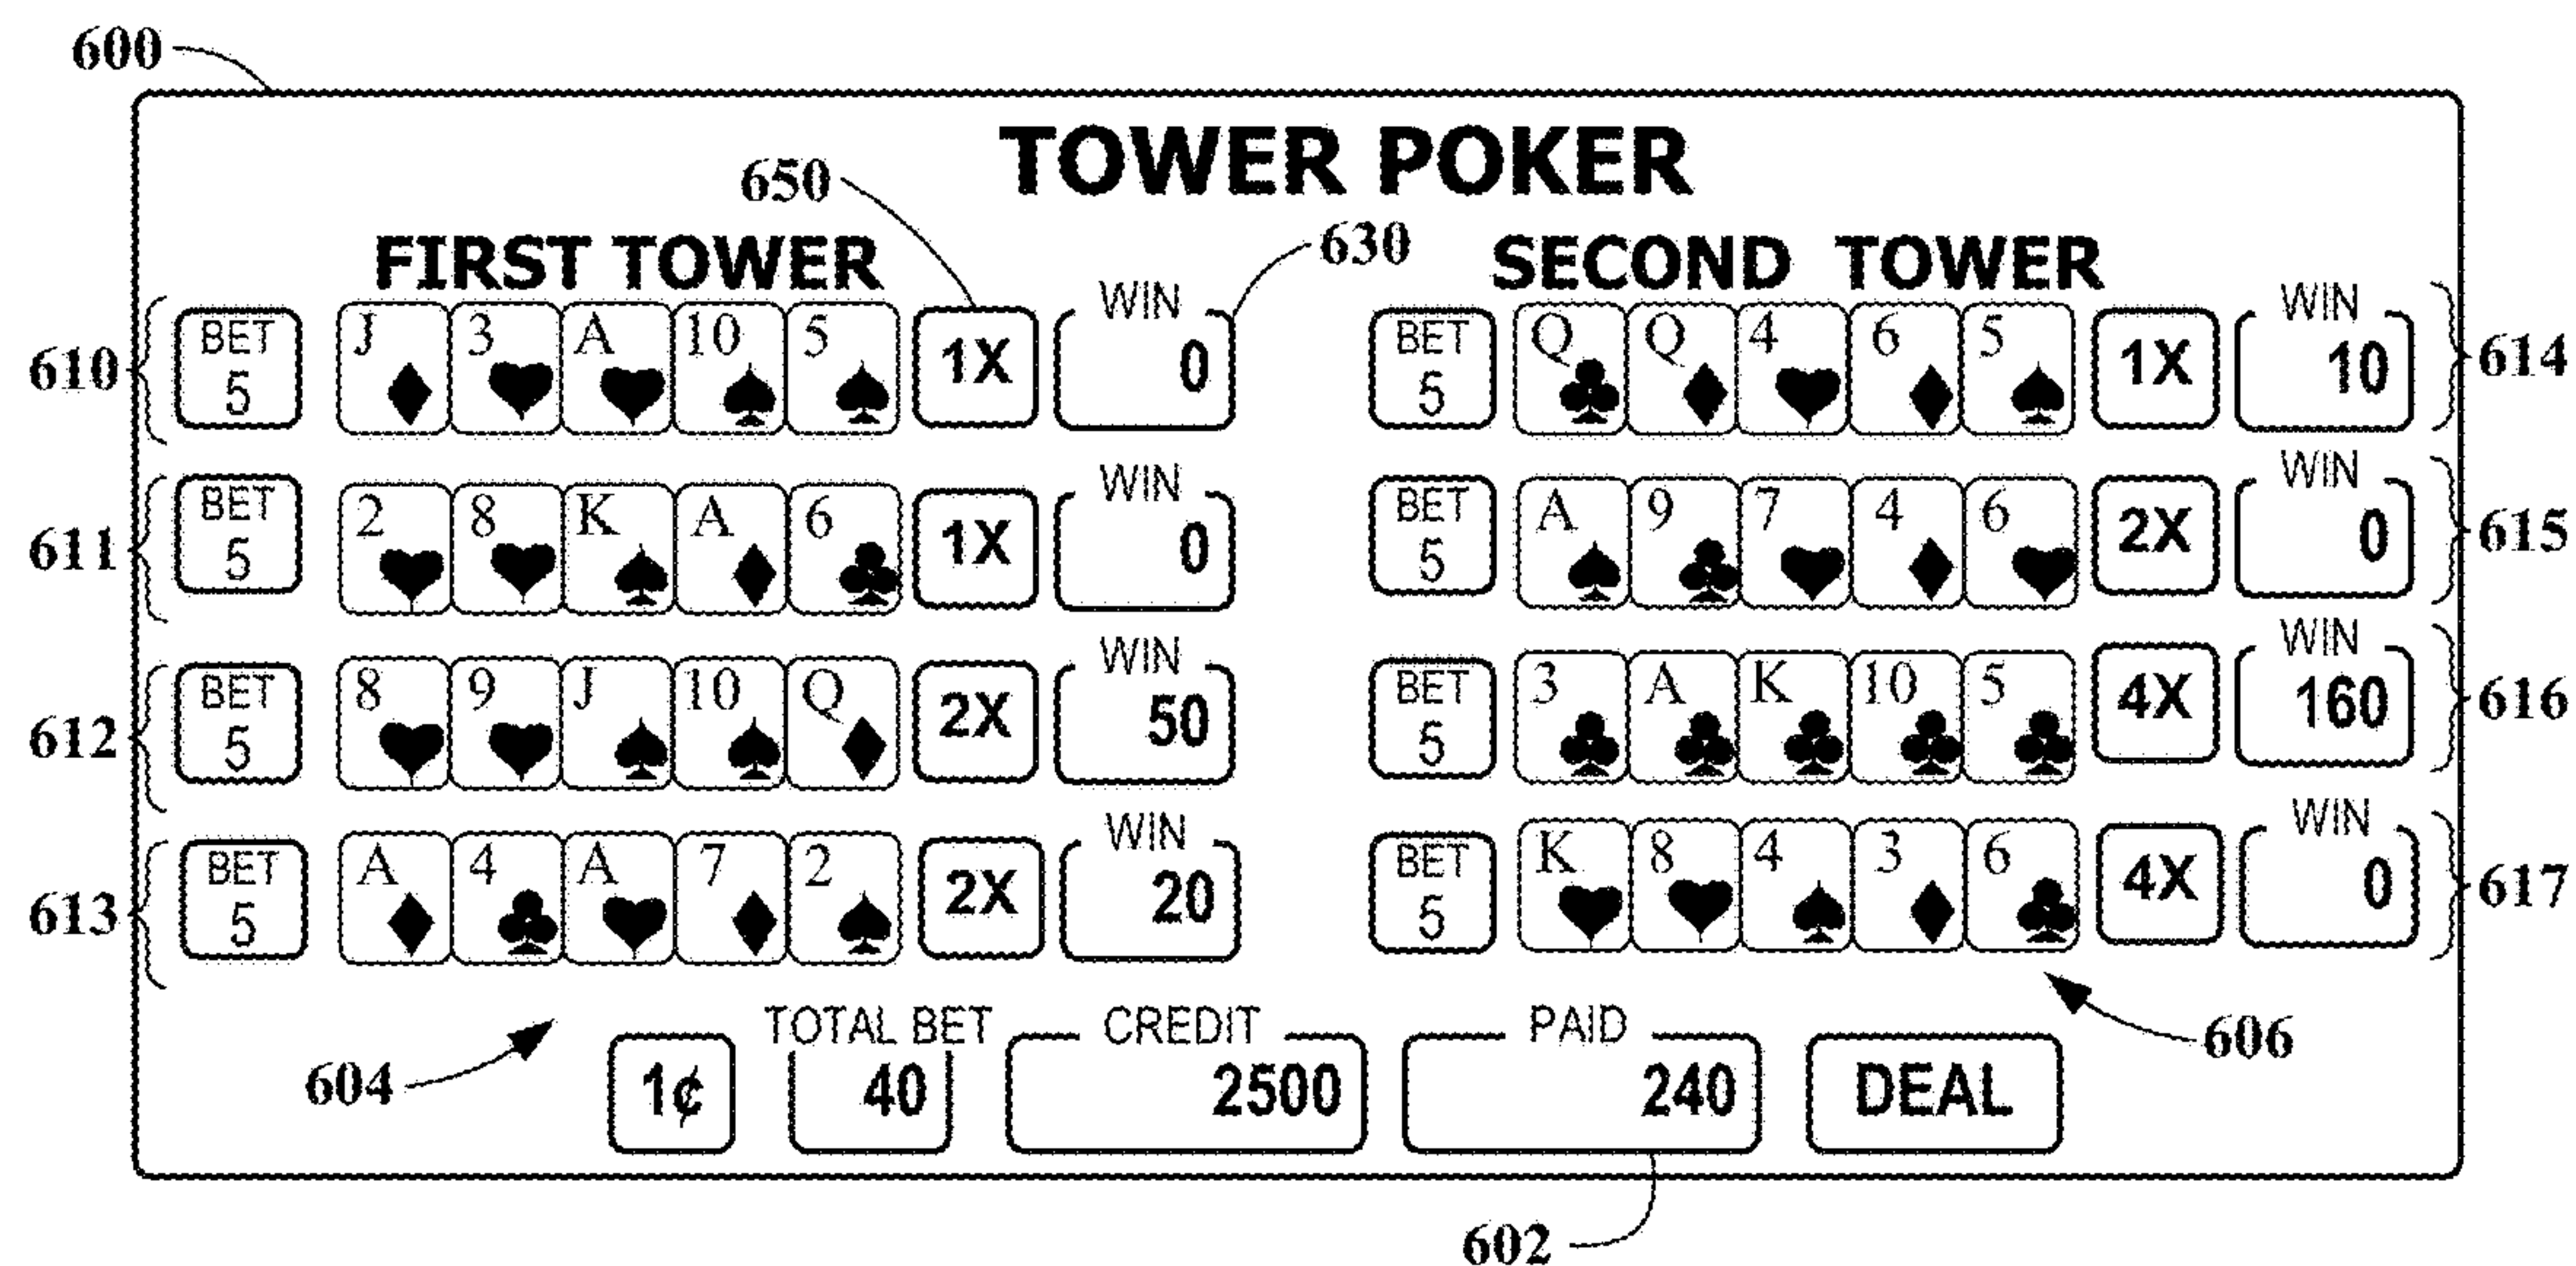 600
TOWER POKER
650
630
FIRST TOWER
SECOND TOWER
610 BET 5 J 3 A 10 5 1X WIN 0
BET 5 Q Q 4 6 5 1X WIN 10 614
611 BET 5 2 8 K A 6 1X WIN 0
BET 5 A 9 7 4 6 2X WIN 0 615
612 BET 5 8 9 J 10 Q 2X WIN 50
BET 5 3 A K 10 5 4X WIN 160 616
613 BET 5 A 4 A 7 2 2X WIN 20
BET 5 K 8 4 3 6 4X WIN 0 617
604
606
1¢
TOTAL BET 40
CREDIT 2500
PAID 240
DEAL
602